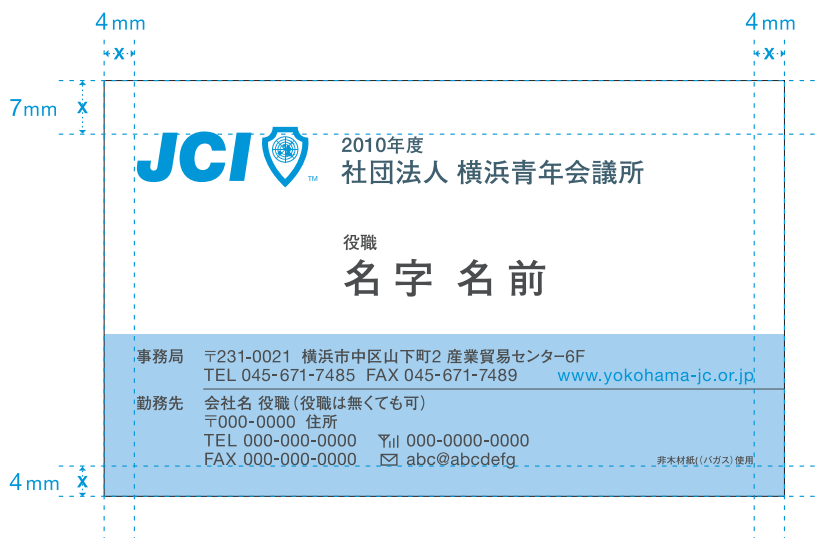 4mm 4mm
x x
7mm x
JCI TM
2010年度
社団法人 横浜青年会議所
役職
名字 名前
事務局 〒231-0021 横浜市中区山下町2 産業貿易センター6F
TEL 045-671-7485 FAX 045-671-7489 www.yokohama-jc.or.jp
勤務先 会社名 役職（役職は無くても可）
〒000-0000 住所
TEL 000-000-0000 000-0000-0000
FAX 000-000-0000 abc@abcdefg
非木材紙(（バガス）使用
4mm x